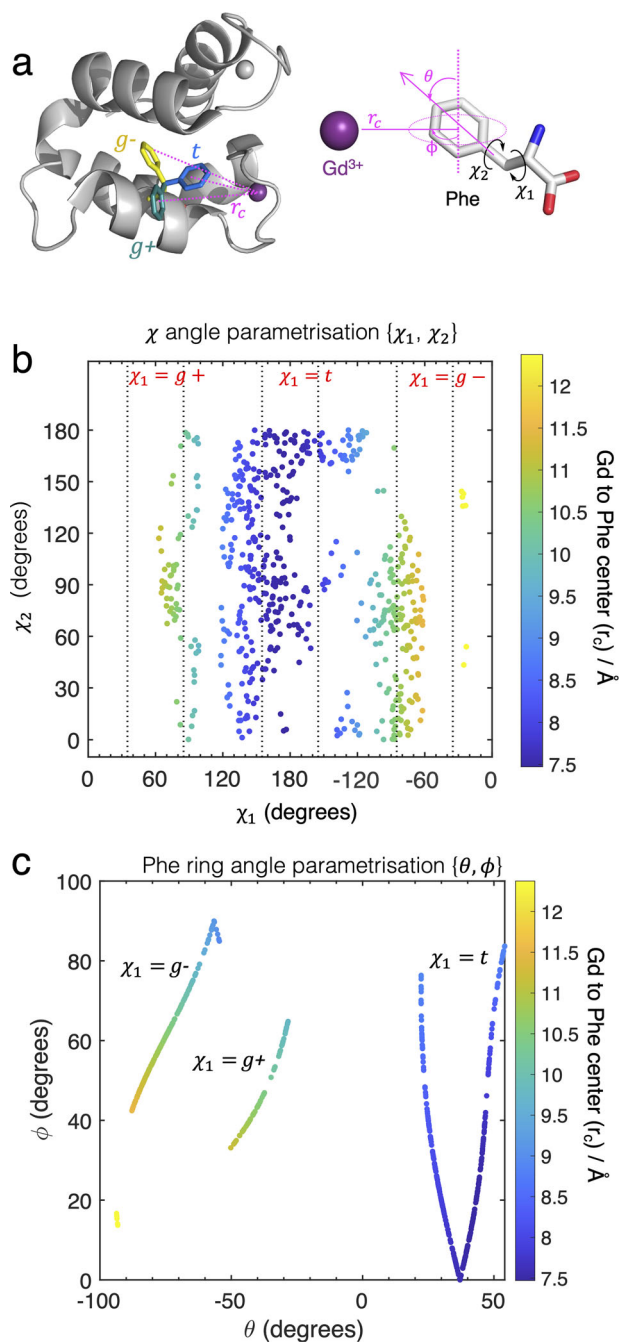 a
g-
t
r_c
g+
θ
r_c
ϕ
Gd³⁺
χ₂
χ₁
Phe
b
χ angle parametrisation {χ₁, χ₂}
χ₁ = g+
χ₁ = t
χ₁ = g−
180
150
120
90
60
30
0
χ₂ (degrees)
0 60 120 180 -120 -60 0
χ₁ (degrees)
12
11.5
11
10.5
10
9.5
9
8.5
8
7.5
Gd to Phe center (r_c) / Å
c
Phe ring angle parametrisation {θ, ϕ}
100
80
60
40
20
0
ϕ (degrees)
χ₁ = g-
χ₁ = g+
χ₁ = t
-100 -50 0 50
θ (degrees)
12
11.5
11
10.5
10
9.5
9
8.5
8
7.5
Gd to Phe center (r_c) / Å